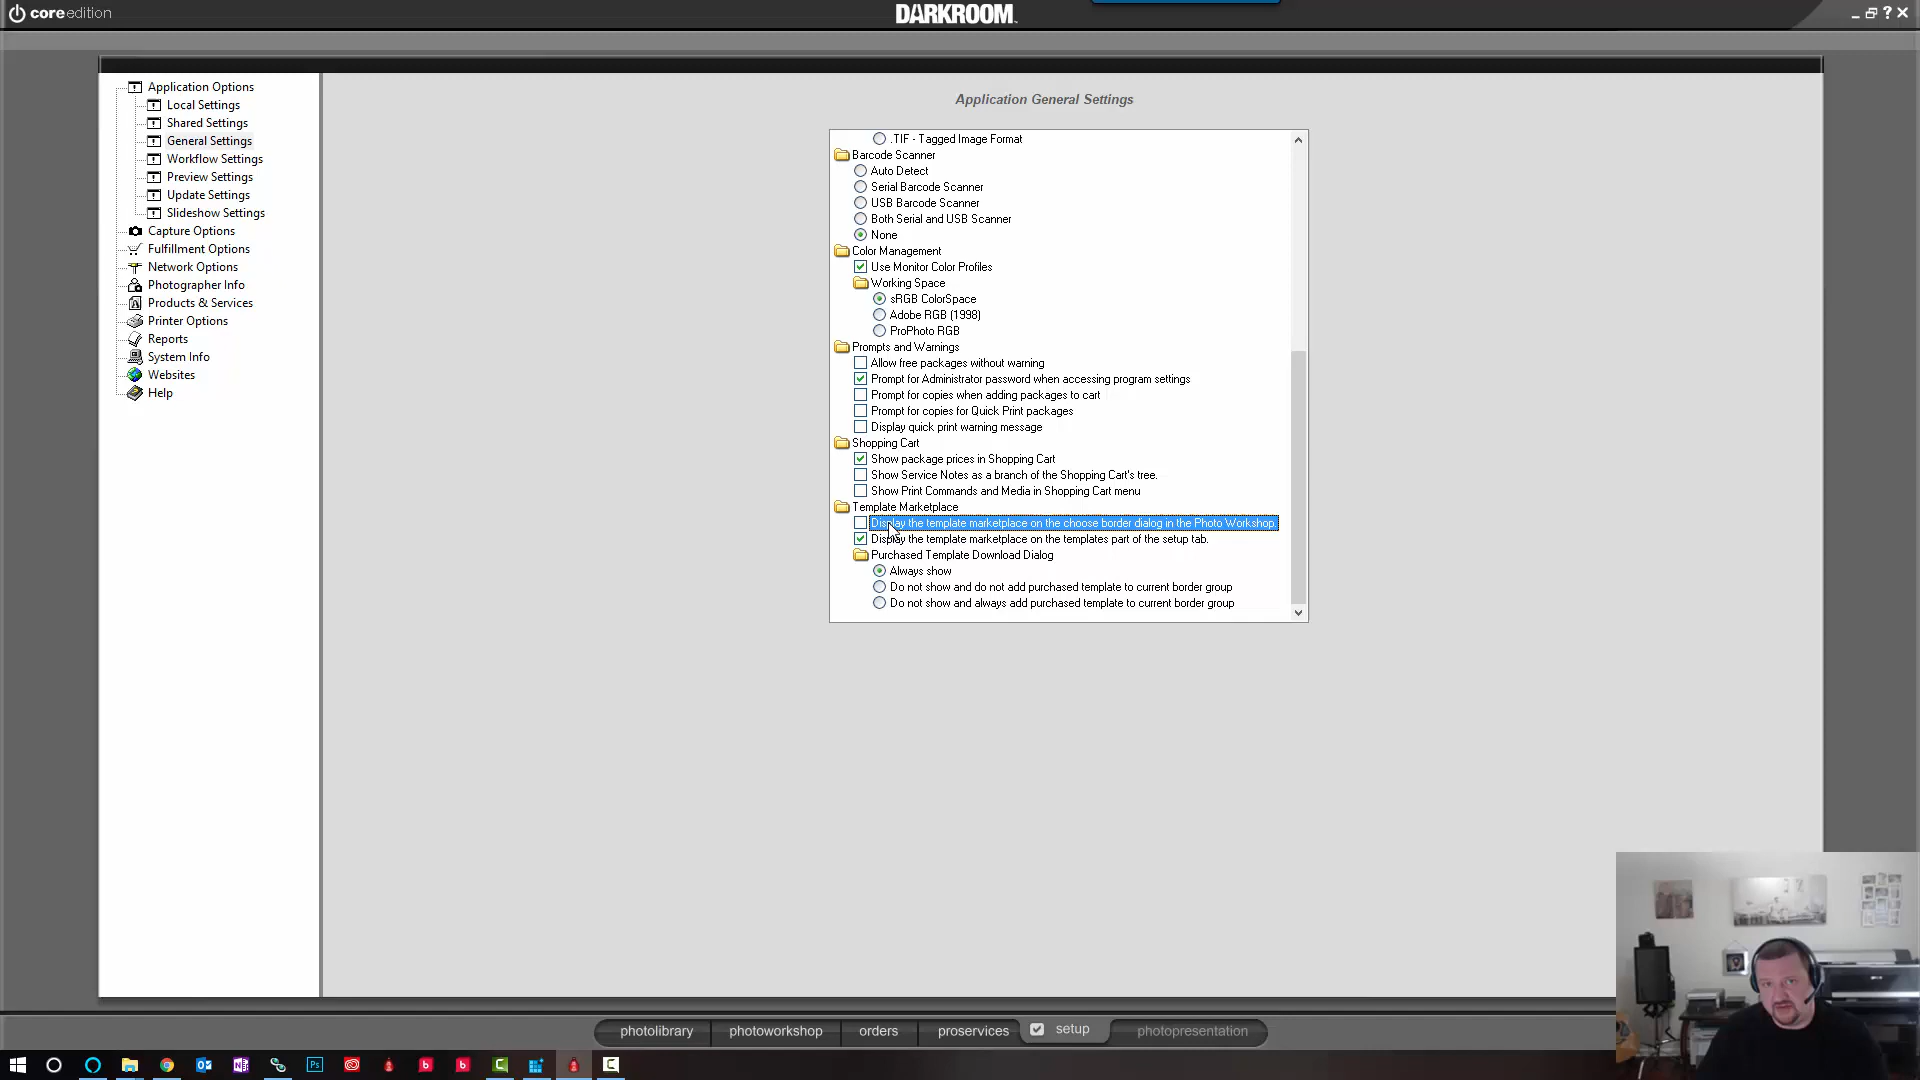 coreedition
DARKROOM
Application Options
Local Settings
Shared Settings
General Settings
Workflow Settings
Preview Settings
Update Settings
Slideshow Settings
Capture Options
Fulfillment Options
Network Options
Photographer Info
Products & Services
Printer Options
Reports
System Info
Websites
Help
Application General Settings
.TIF - Tagged Image Format
Barcode Scanner
Auto Detect
Serial Barcode Scanner
USB Barcode Scanner
Both Serial and USB Scanner
None
Color Management
Use Monitor Color Profiles
Working Space
sRGB ColorSpace
Adobe RGB (1998)
ProPhoto RGB
Prompts and Warnings
Allow free packages without warning
Prompt for Administrator password when accessing program settings
Prompt for copies when adding packages to cart
Prompt for copies for Quick Print packages
Display quick print warning message
Shopping Cart
Show package prices in Shopping Cart
Show Service Notes as a branch of the Shopping Cart's tree.
Show Print Commands and Media in Shopping Cart menu
Template Marketplace
Display the template marketplace on the choose border dialog in the Photo Workshop.
Display the template marketplace on the templates part of the setup tab.
Purchased Template Download Dialog
Always show
Do not show and do not add purchased template to current border group
Do not show and always add purchased template to current border group
photolibrary
photoworkshop
orders
proservices
setup
photopresentation